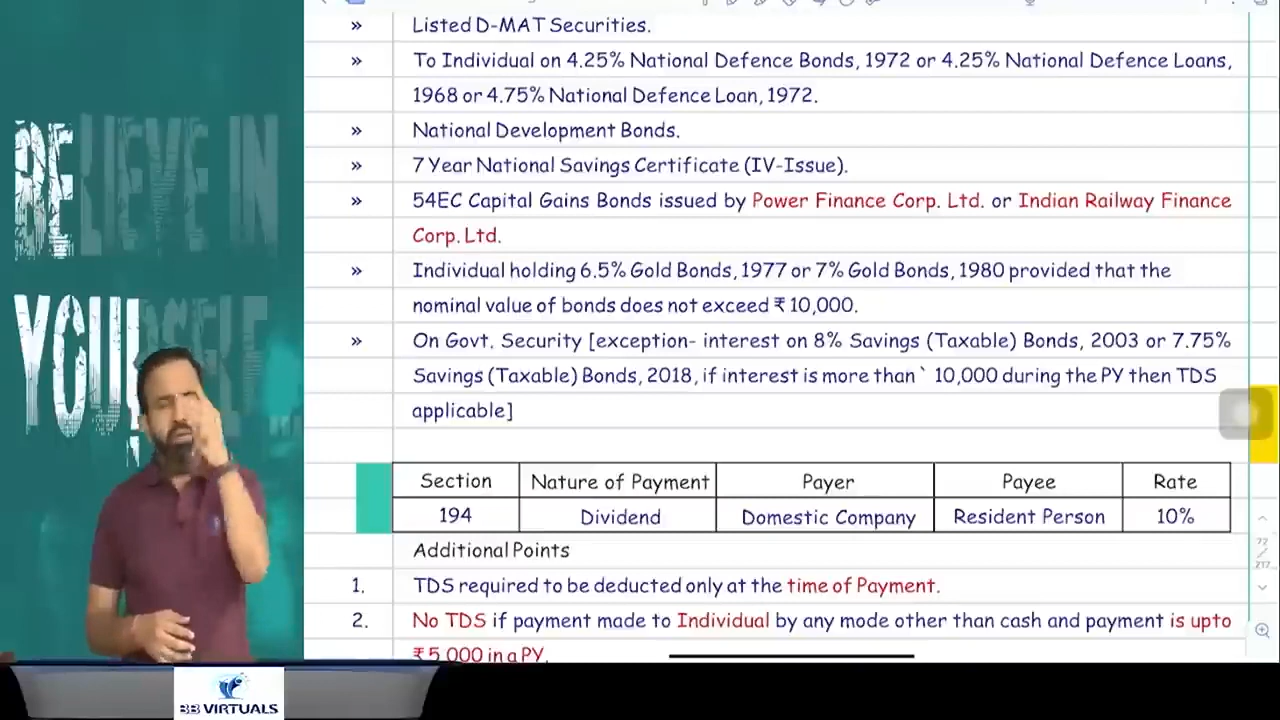 BELIEVE IN
YOURSELF...
» Listed D-MAT Securities.
» To Individual on 4.25% National Defence Bonds, 1972 or 4.25% National Defence Loans,
1968 or 4.75% National Defence Loan, 1972.
» National Development Bonds.
» 7 Year National Savings Certificate (IV-Issue).
» 54EC Capital Gains Bonds issued by Power Finance Corp. Ltd. or Indian Railway Finance
Corp. Ltd.
» Individual holding 6.5% Gold Bonds, 1977 or 7% Gold Bonds, 1980 provided that the
nominal value of bonds does not exceed ₹ 10,000.
» On Govt. Security [exception- interest on 8% Savings (Taxable) Bonds, 2003 or 7.75%
Savings (Taxable) Bonds, 2018, if interest is more than ` 10,000 during the PY then TDS
applicable]
Section Nature of Payment Payer Payee Rate
194 Dividend Domestic Company Resident Person 10%
Additional Points
1. TDS required to be deducted only at the time of Payment.
2. No TDS if payment made to Individual by any mode other than cash and payment is upto
₹ 5,000 in a PY.
72
/
217
BB VIRTUALS